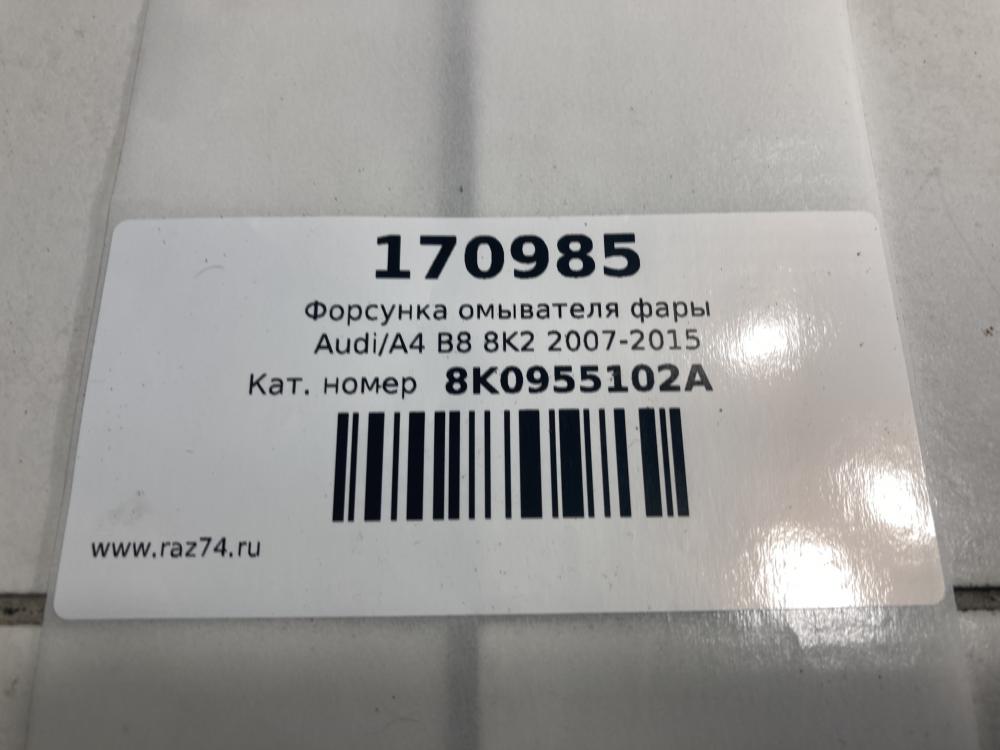 170985
Форсунка омывателя фары
Audi/A4 B8 8K2 2007-2015
Кат. номер 8K0955102A
www.raz74.ru